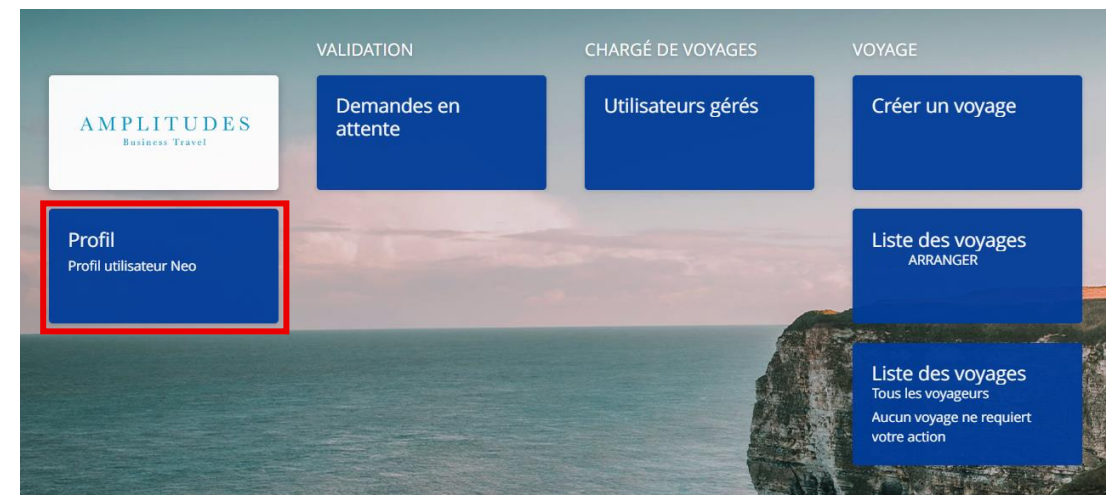 VALIDATION
CHARGÉ DE VOYAGES
VOYAGE
AMPLITUDES
Business Travel
Demandes en
attente
Utilisateurs gérés
Créer un voyage
Profil
Profil utilisateur Neo
Liste des voyages
ARRANGER
Liste des voyages
Tous les voyageurs
Aucun voyage ne requiert
votre action